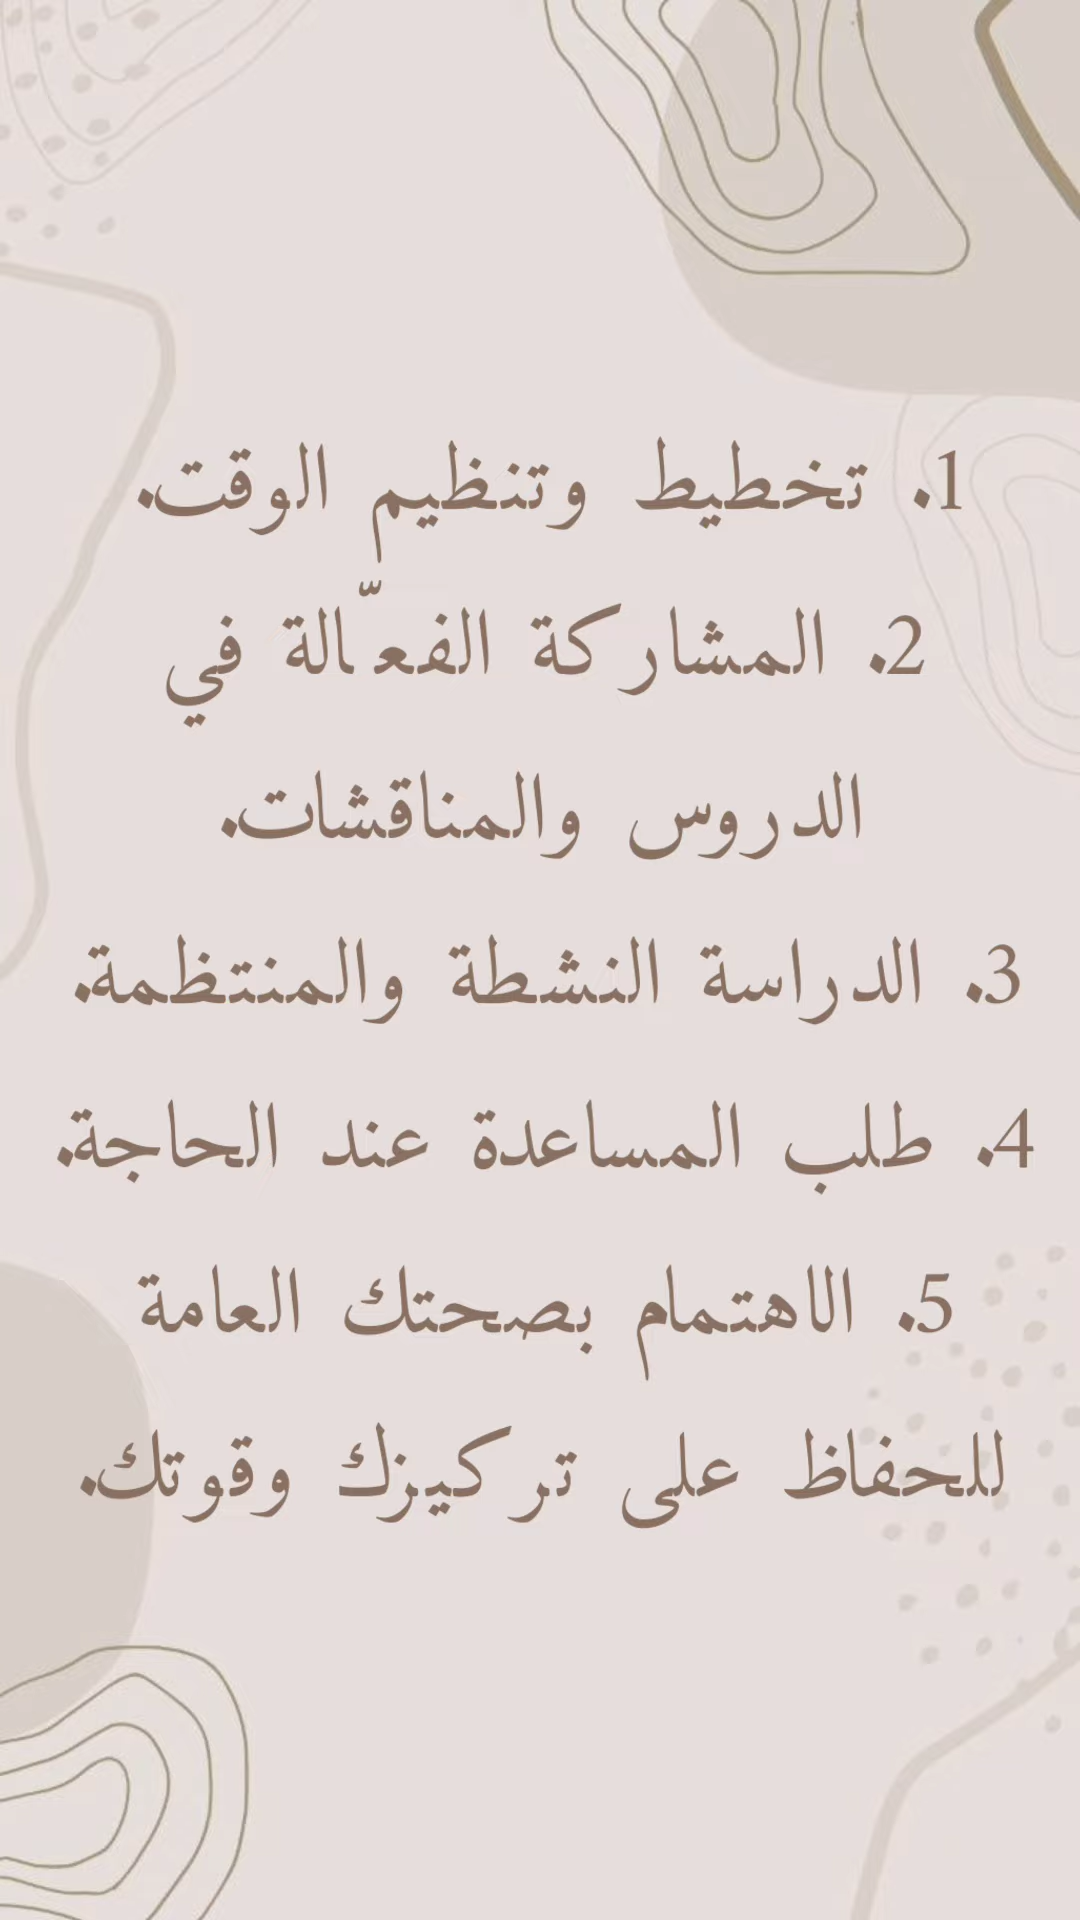 1. تخطيط وتنظيم الوقت.
2. المشاركة الفعّالة في
الدروس والمناقشات.
3. الدراسة النشطة والمنتظمة.
4. طلب المساعدة عند الحاجة.
5. الاهتمام بصحتك العامة
للحفاظ على تركيزك وقوتك.